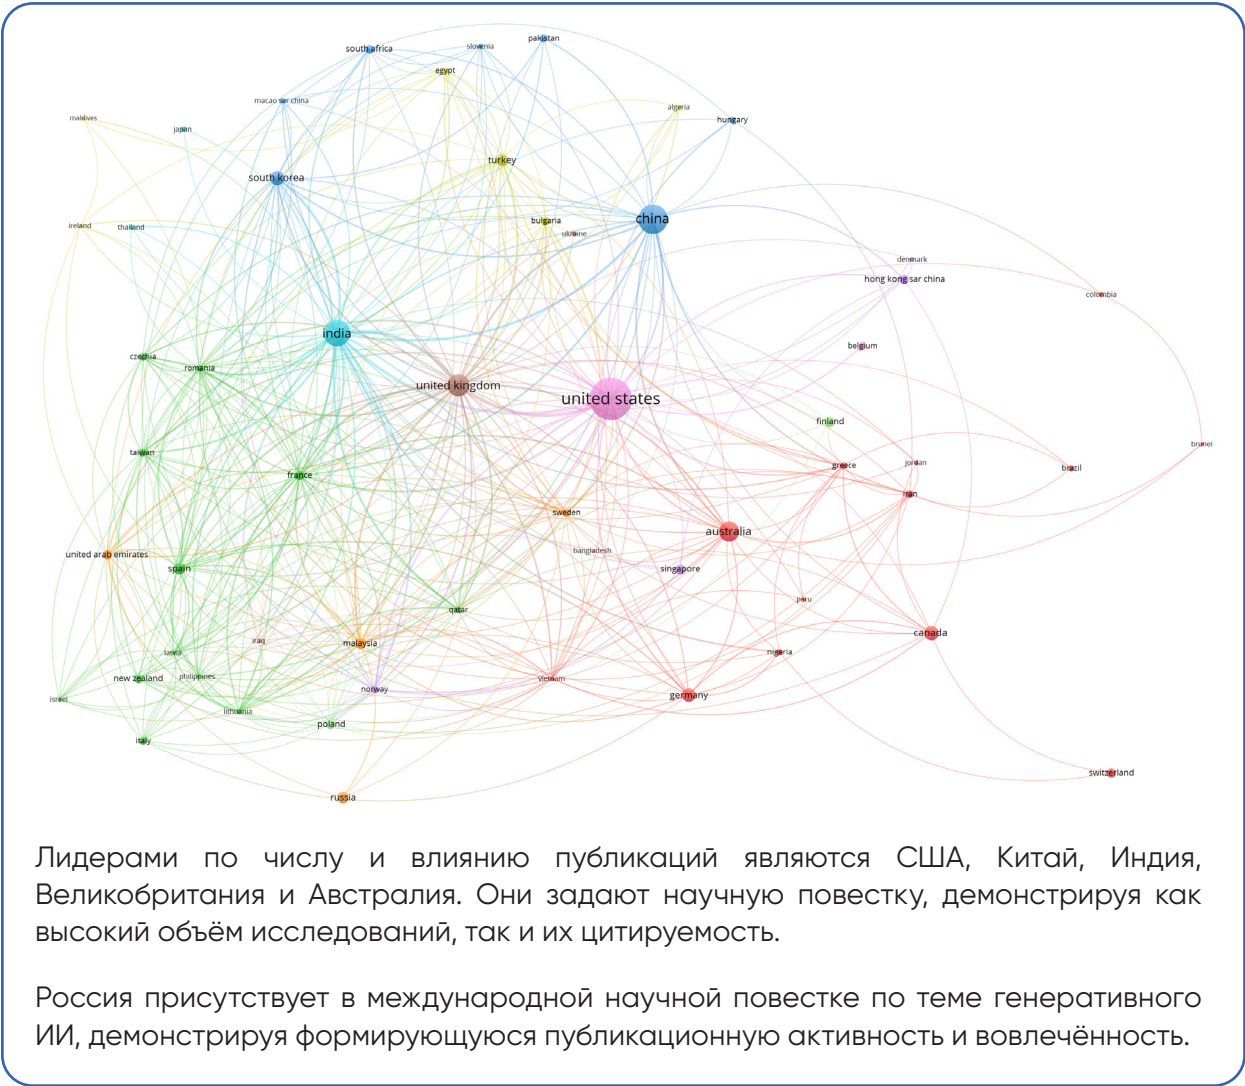 pakistan
slovenia
south africa
egypt
macao sar china
algeria
maldives
hungary
japan
turkey
south korea
china
bulgaria
ireland
thailand
ukraine
denmark
hong kong sar china
colombia
india
belgium
czechia
romania
united kingdom
united states
finland
brunei
taiwan
jordan
greece
brazil
france
iran
sweden
australia
bangladesh
united arab emirates
spain
singapore
peru
qatar
canada
iraq
malaysia
latvia
nigeria
new zealand
philippines
vietnam
norway
germany
israel
lithuania
poland
italy
switzerland
russia
Лидерами по числу и влиянию публикаций являются США, Китай, Индия,
Великобритания и Австралия. Они задают научную повестку, демонстрируя как
высокий объём исследований, так и их цитируемость.
Россия присутствует в международной научной повестке по теме генеративного
ИИ, демонстрируя формирующуюся публикационную активность и вовлечённость.